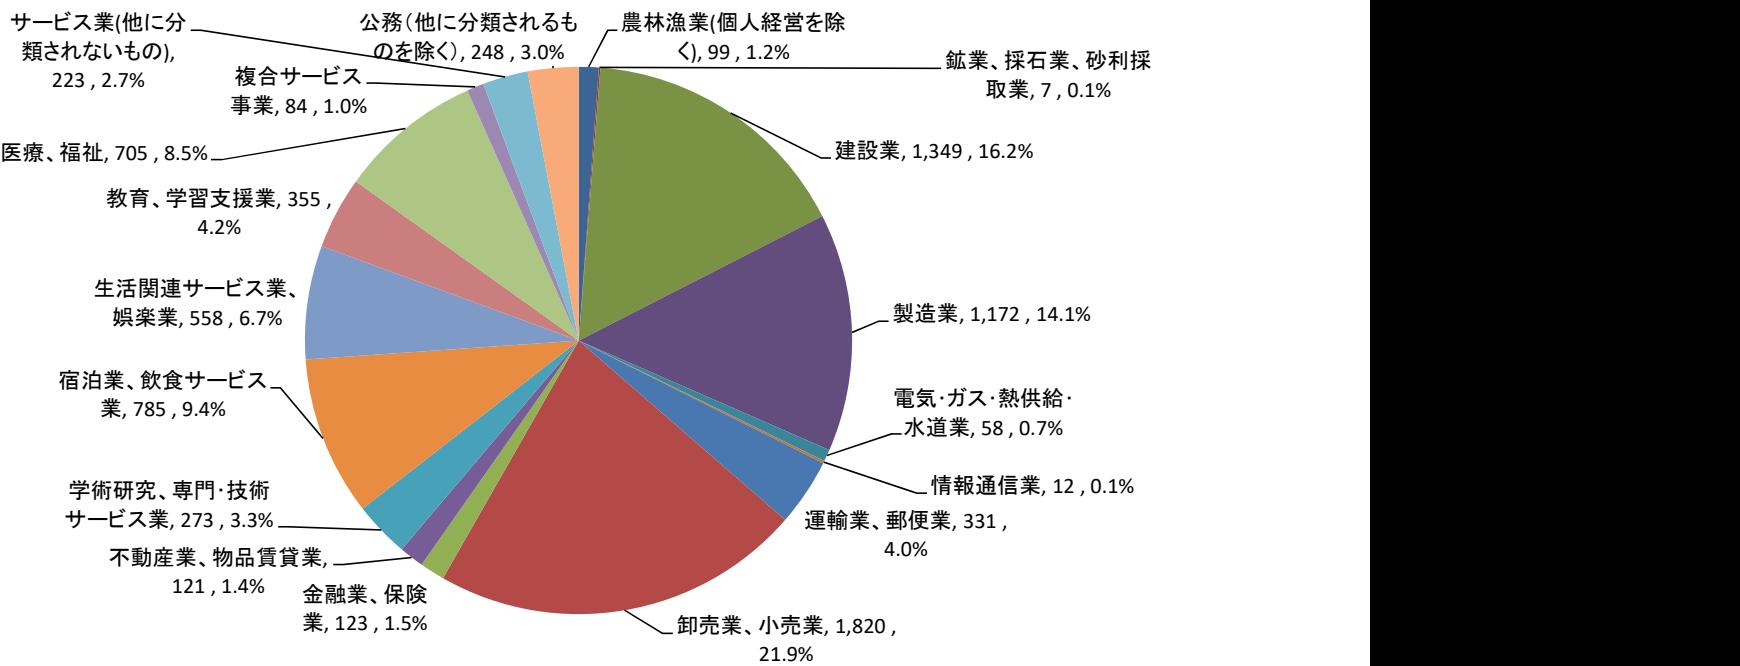 サービス業(他に分
類されないもの),
223 , 2.7%
公務(他に分類されるも
のを除く), 248 , 3.0%
農林漁業(個人経営を除
く), 99 , 1.2%
鉱業、採石業、砂利採
取業, 7 , 0.1%
複合サービス
事業, 84 , 1.0%
建設業, 1,349 , 16.2%
医療、福祉, 705 , 8.5%
教育、学習支援業, 355 ,
4.2%
生活関連サービス業、
娯楽業, 558 , 6.7%
製造業, 1,172 , 14.1%
宿泊業、飲食サービス
業, 785 , 9.4%
電気・ガス・熱供給・
水道業, 58 , 0.7%
情報通信業, 12 , 0.1%
学術研究、専門・技術
サービス業, 273 , 3.3%
運輸業、郵便業, 331 ,
4.0%
不動産業、物品賃貸業,
121 , 1.4%
金融業、保険
業, 123 , 1.5%
卸売業、小売業, 1,820 ,
21.9%